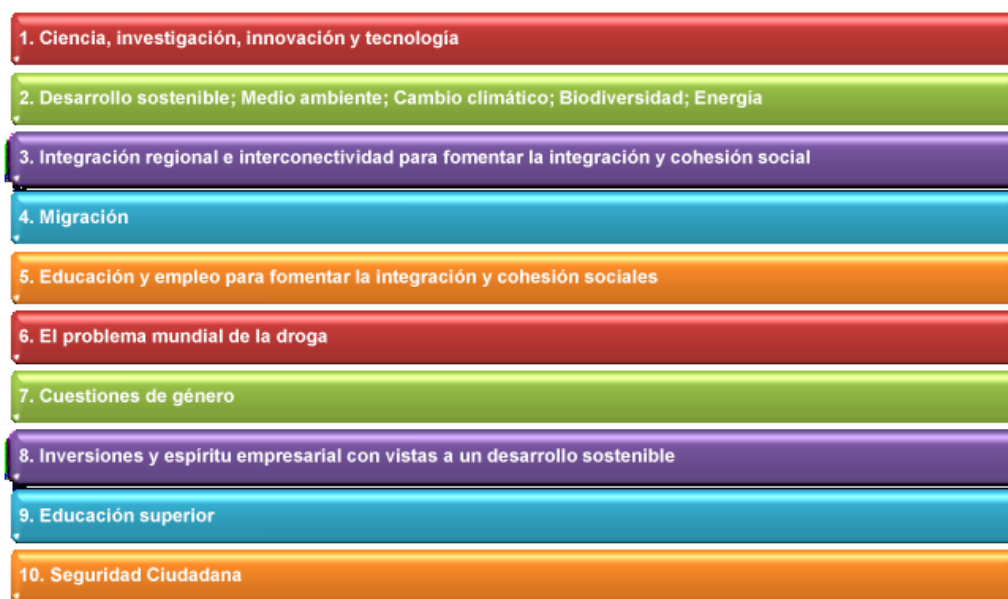 1. Ciencia, investigación, innovación y tecnología
2. Desarrollo sostenible; Medio ambiente; Cambio climático; Biodiversidad; Energía
3. Integración regional e interconectividad para fomentar la integración y cohesión social
4. Migración
5. Educación y empleo para fomentar la integración y cohesión sociales
6. El problema mundial de la droga
7. Cuestiones de género
8. Inversiones y espíritu empresarial con vistas a un desarrollo sostenible
9. Educación superior
10. Seguridad Ciudadana